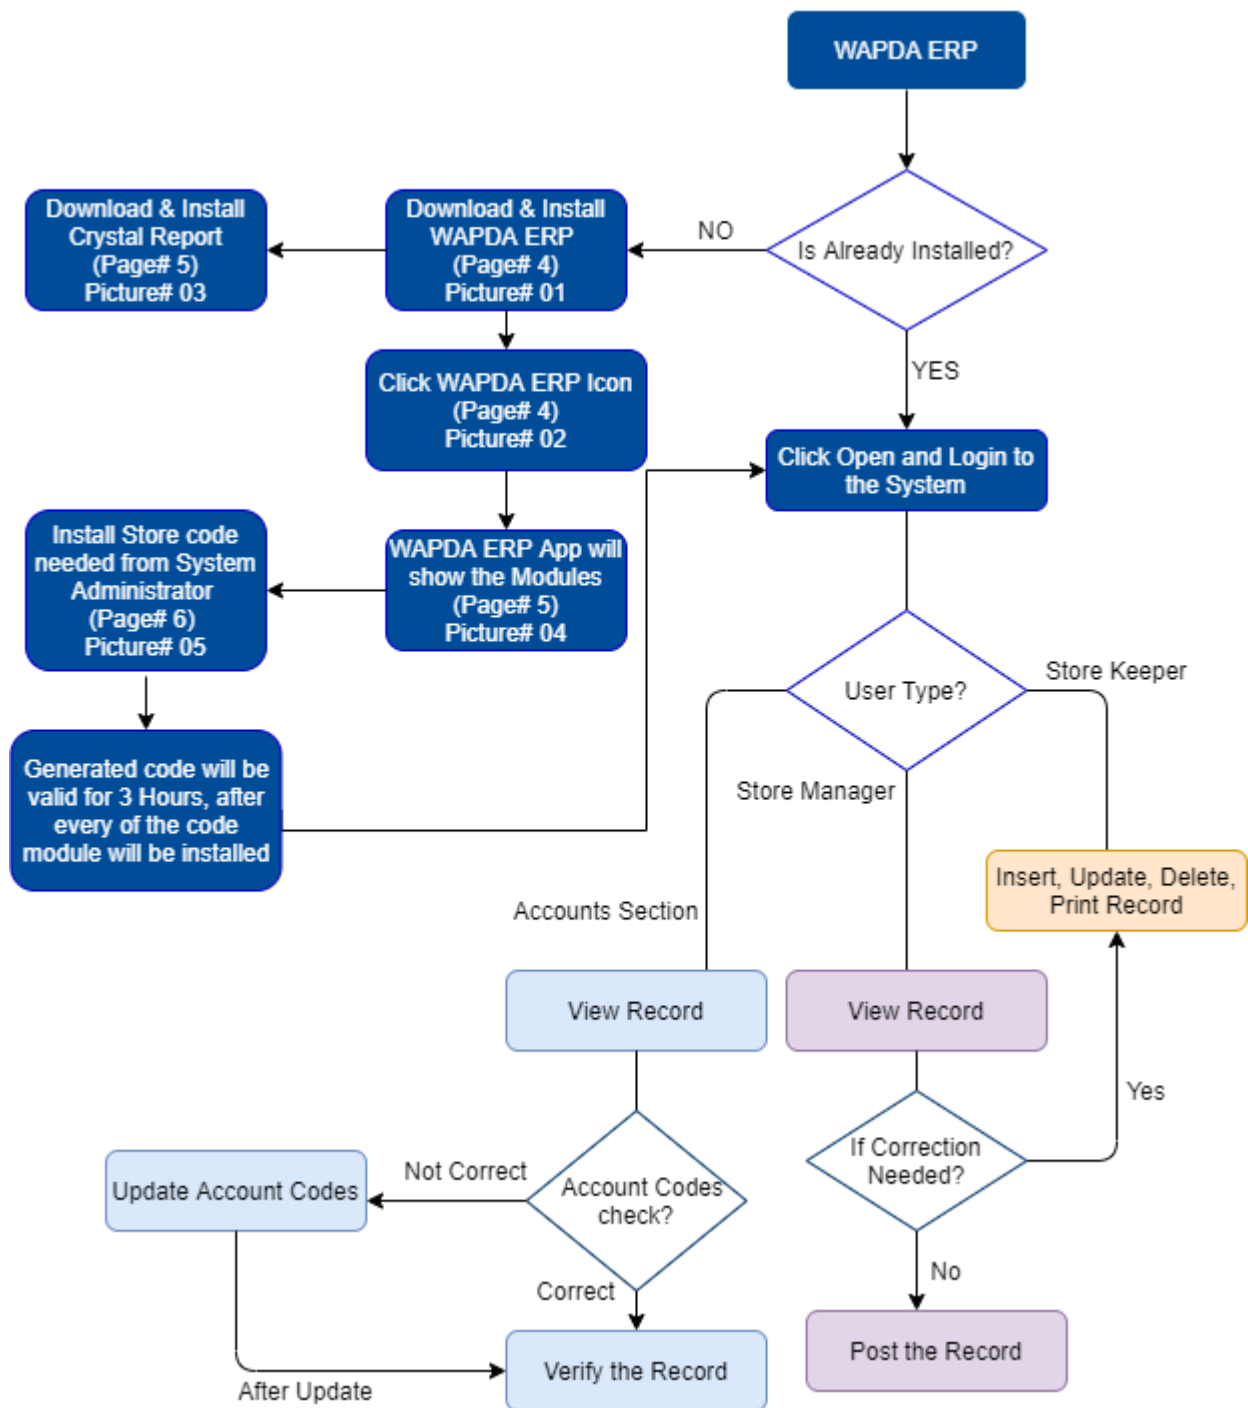 WAPDA ERP
Is Already Installed?
NO
YES
Download & Install
WAPDA ERP
(Page# 4)
Picture# 01
Download & Install
Crystal Report
(Page# 5)
Picture# 03
Click WAPDA ERP Icon
(Page# 4)
Picture# 02
WAPDA ERP App will
show the Modules
(Page# 5)
Picture# 04
Install Store code
needed from System
Administrator
(Page# 6)
Picture# 05
Generated code will be
valid for 3 Hours, after
every of the code
module will be installed
Click Open and Login to
the System
User Type?
Store Keeper
Store Manager
Accounts Section
Insert, Update, Delete,
Print Record
View Record
View Record
Yes
If Correction
Needed?
No
Post the Record
Account Codes
check?
Not Correct
Update Account Codes
Correct
After Update
Verify the Record